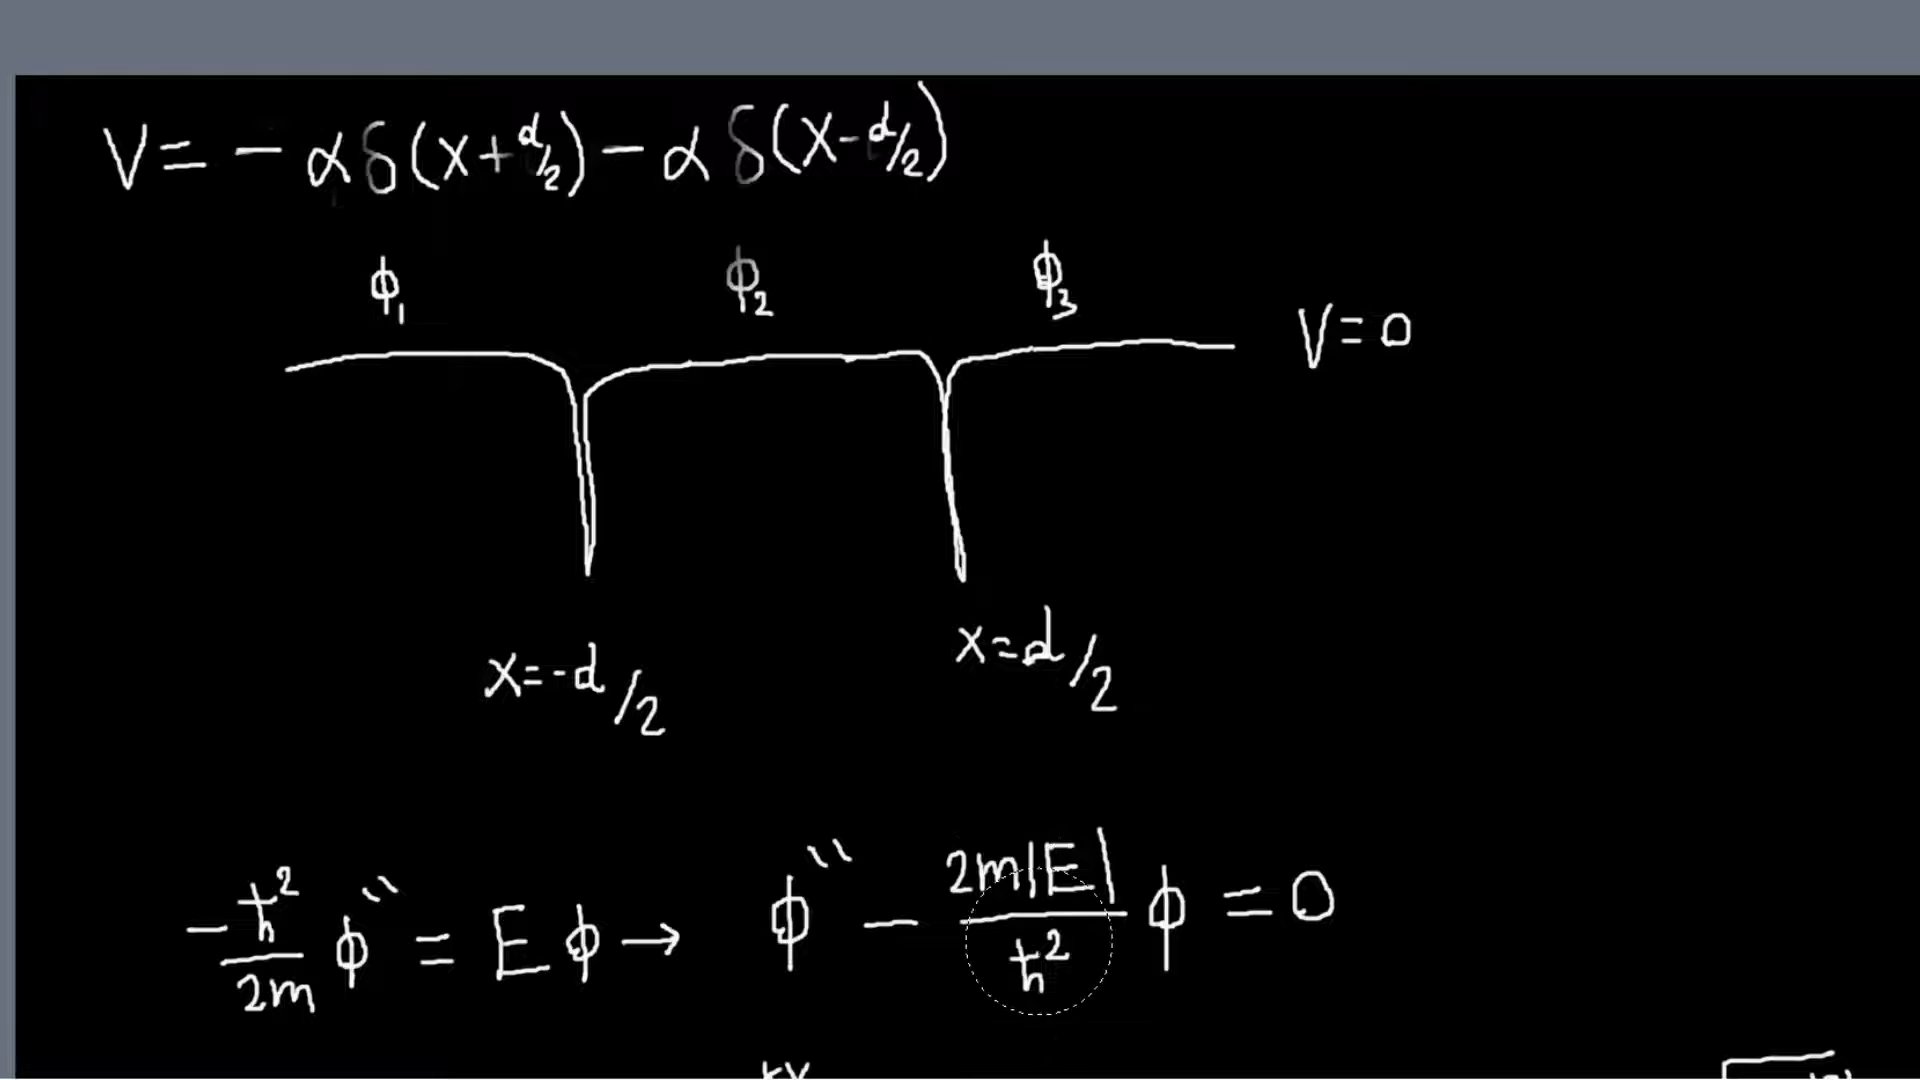 V = - αδ(x+d/2) - αδ(x-d/2)
ϕ₁ ϕ₂ ϕ₃
V=0
x=-d/2 x=d/2
-ħ²/2m ϕ'' = Eϕ → ϕ'' - 2m|E|/ħ² ϕ = 0